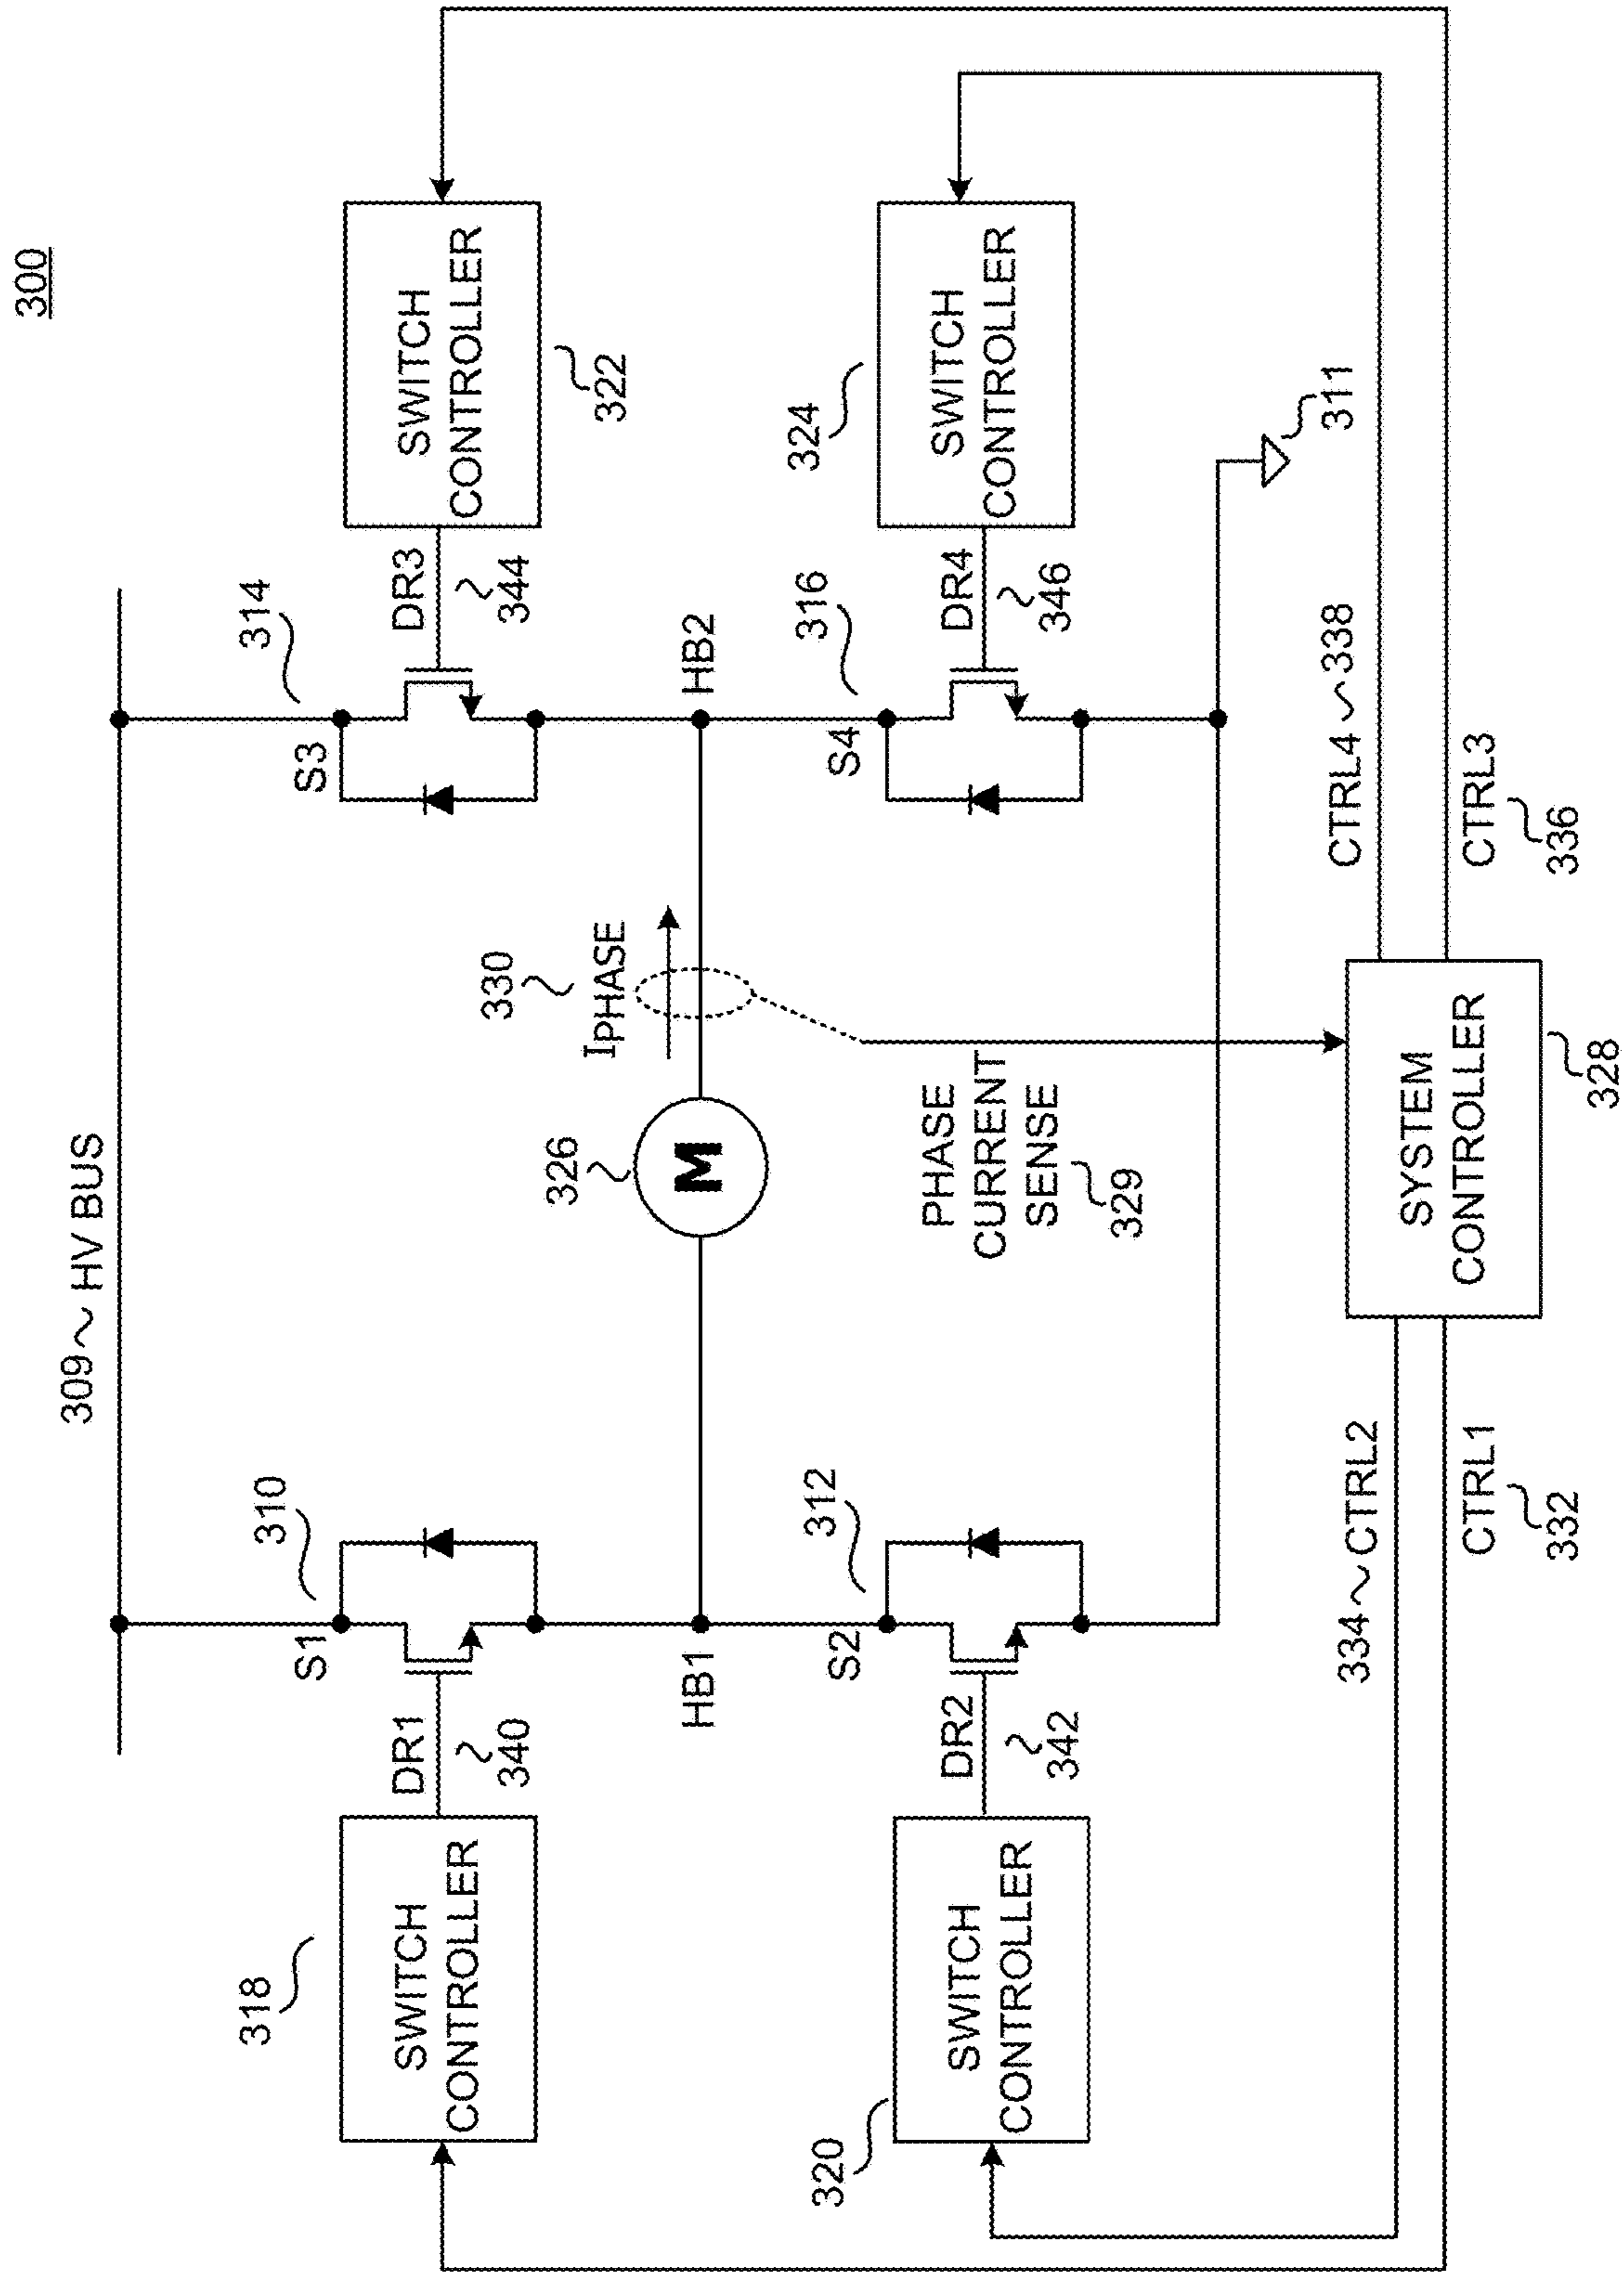 300
309 HV BUS
310
S1
314
S3
318
SWITCH
CONTROLLER
DR1
340
DR3
344
SWITCH
CONTROLLER
322
326
M
330
IPHASE
HB1
HB2
320
SWITCH
CONTROLLER
DR2
342
312
S2
PHASE
CURRENT
SENSE
329
316
S4
DR4
346
324
SWITCH
CONTROLLER
311
334 CTRL2
CTRL1
332
SYSTEM
CONTROLLER
328
CTRL4 338
CTRL3
336